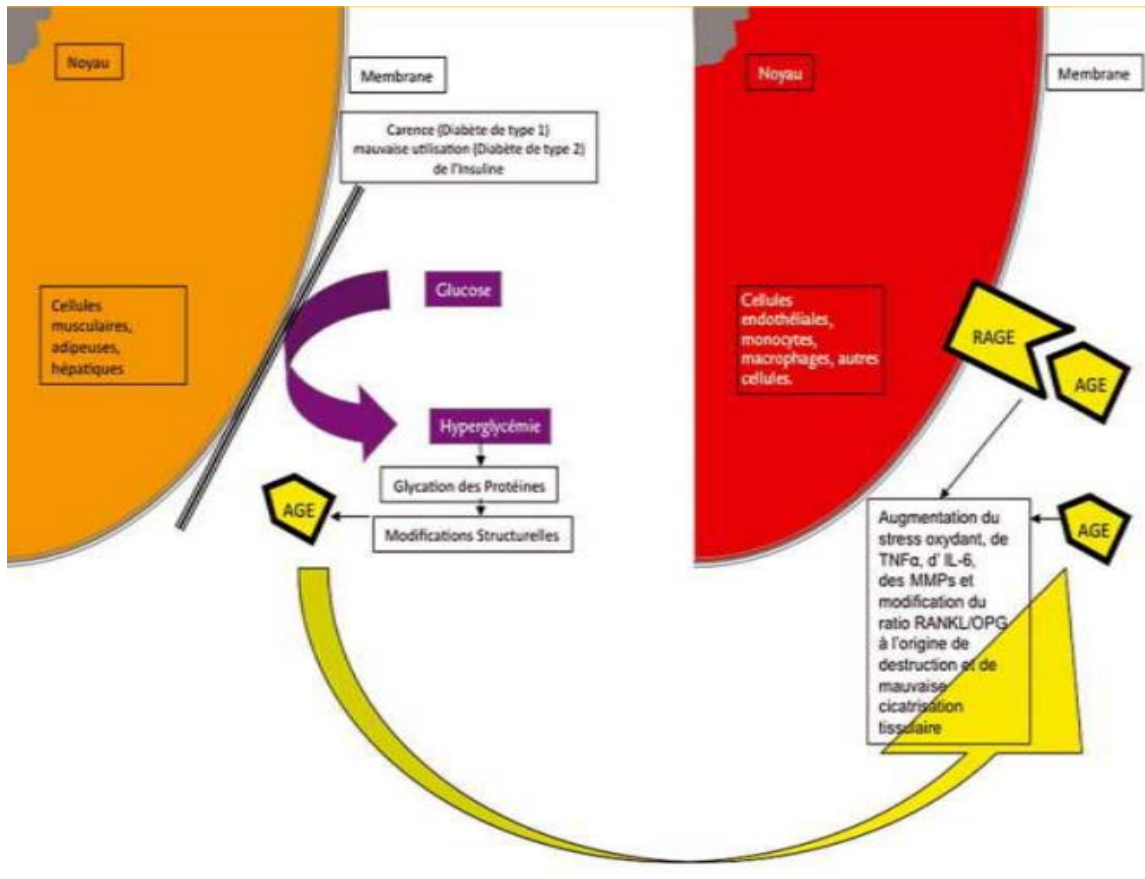 Noyau
Membrane
Carence (Diabète de type 1)
mauvaise utilisation (Diabète de type 2)
de l'Insuline
Glucose
Cellules
musculaires,
adipeuses,
hépatiques
Hyperglycémie
Glycation des Protéines
Modifications Structurelles
AGE
Noyau
Membrane
Cellules
endothéliales,
monocytes,
macrophages, autres
cellules.
RAGE
AGE
AGE
Augmentation du
stress oxydant, de
TNFα, d' IL-6,
des MMPs et
modification du
ratio RANKL/OPG
à l'origine de
destruction et de
mauvaise
cicatrisation
tissulaire